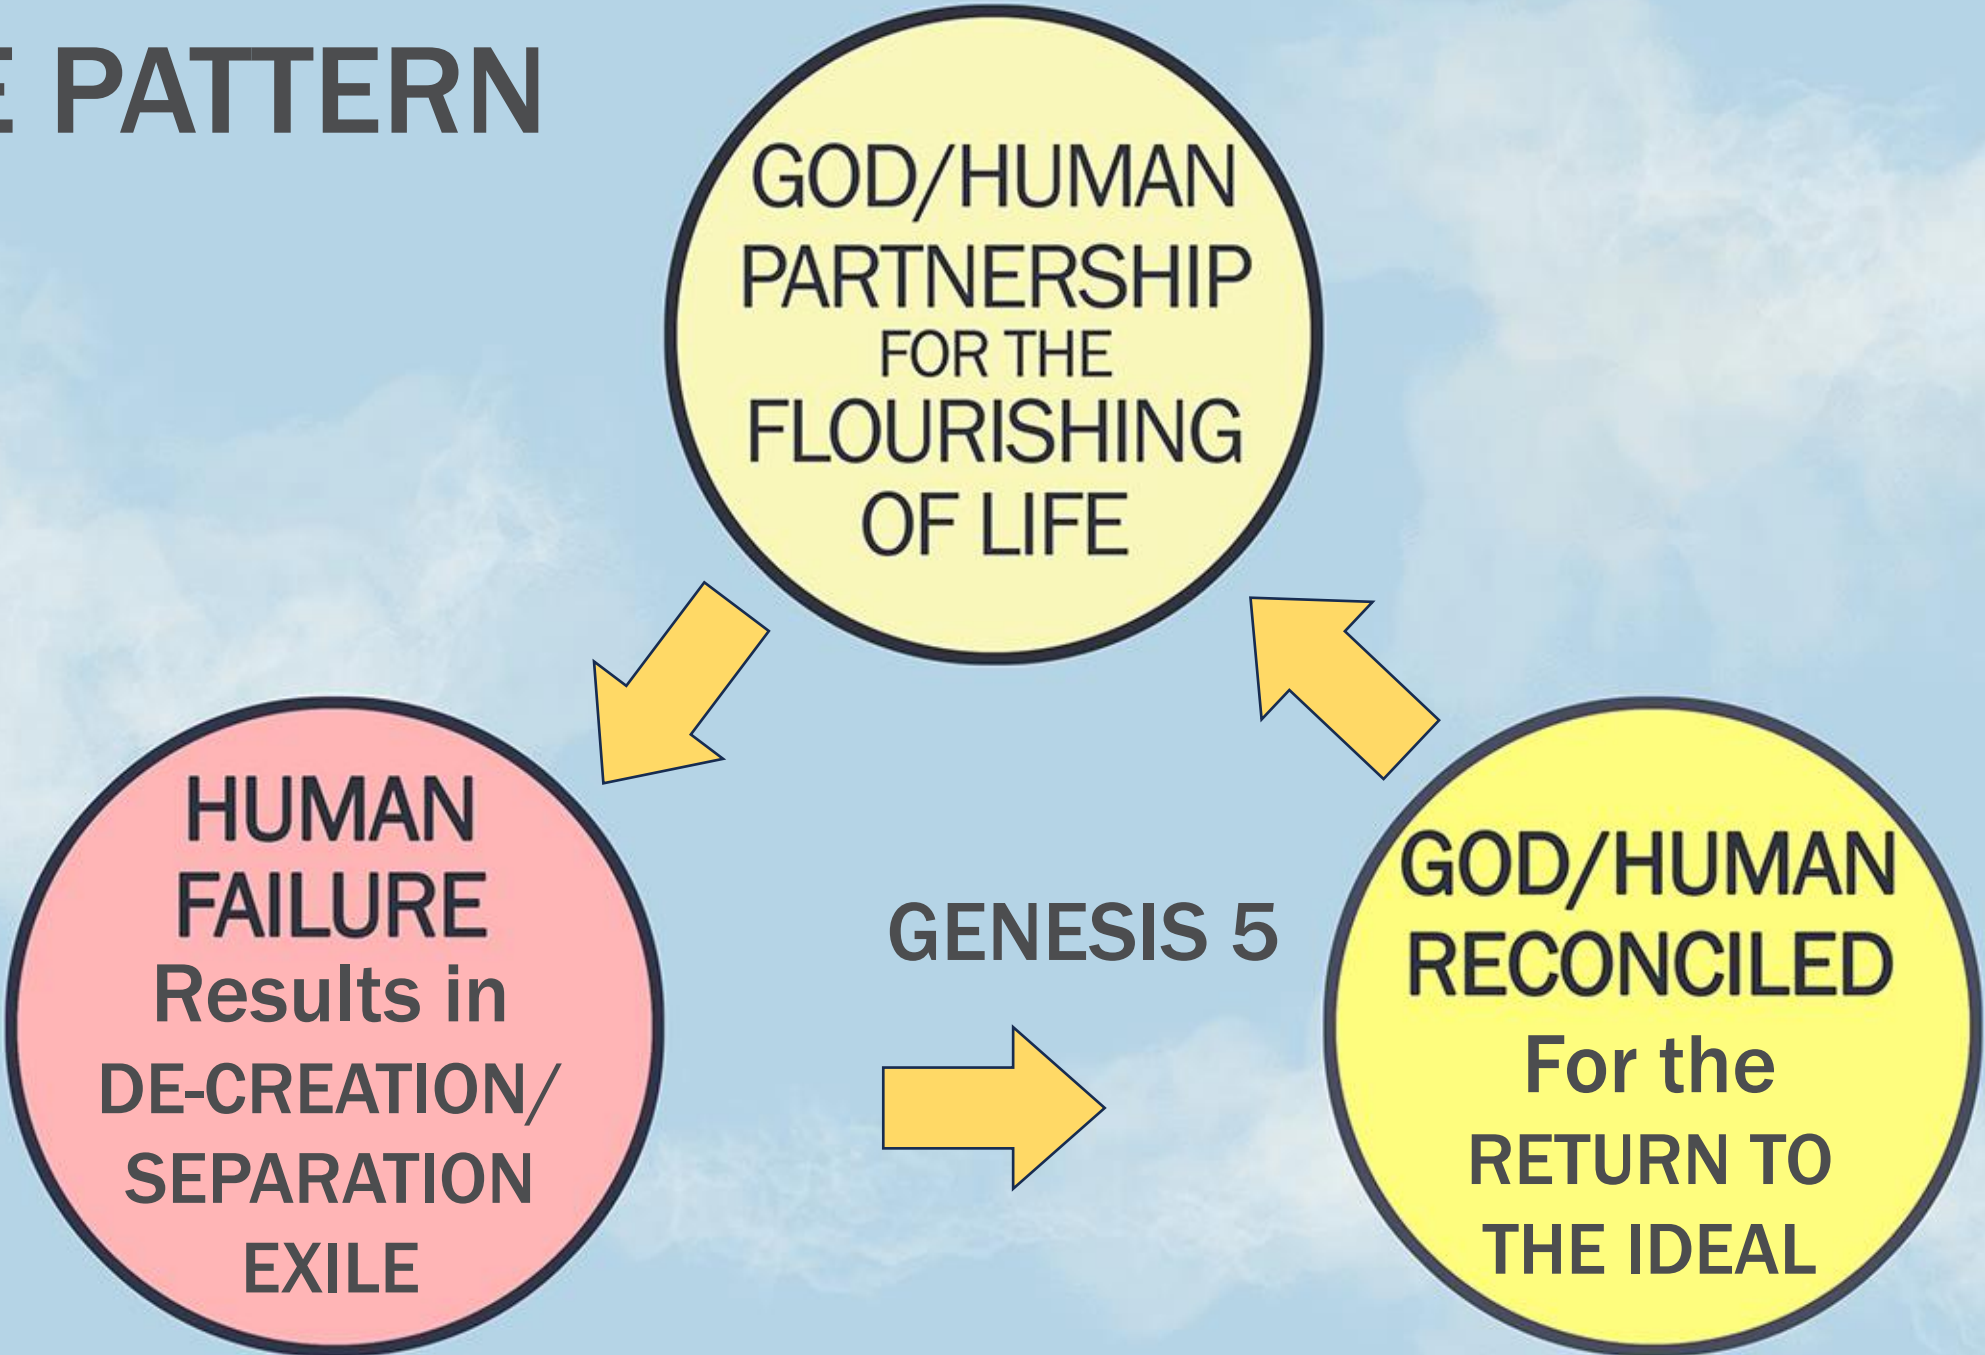 E PATTERN
GOD/HUMAN
PARTNERSHIP
FOR THE
FLOURISHING
OF LIFE
HUMAN
FAILURE
Results in
DE-CREATION/
SEPARATION
EXILE
GENESIS 5
GOD/HUMAN
RECONCILED
For the
RETURN TO
THE IDEAL